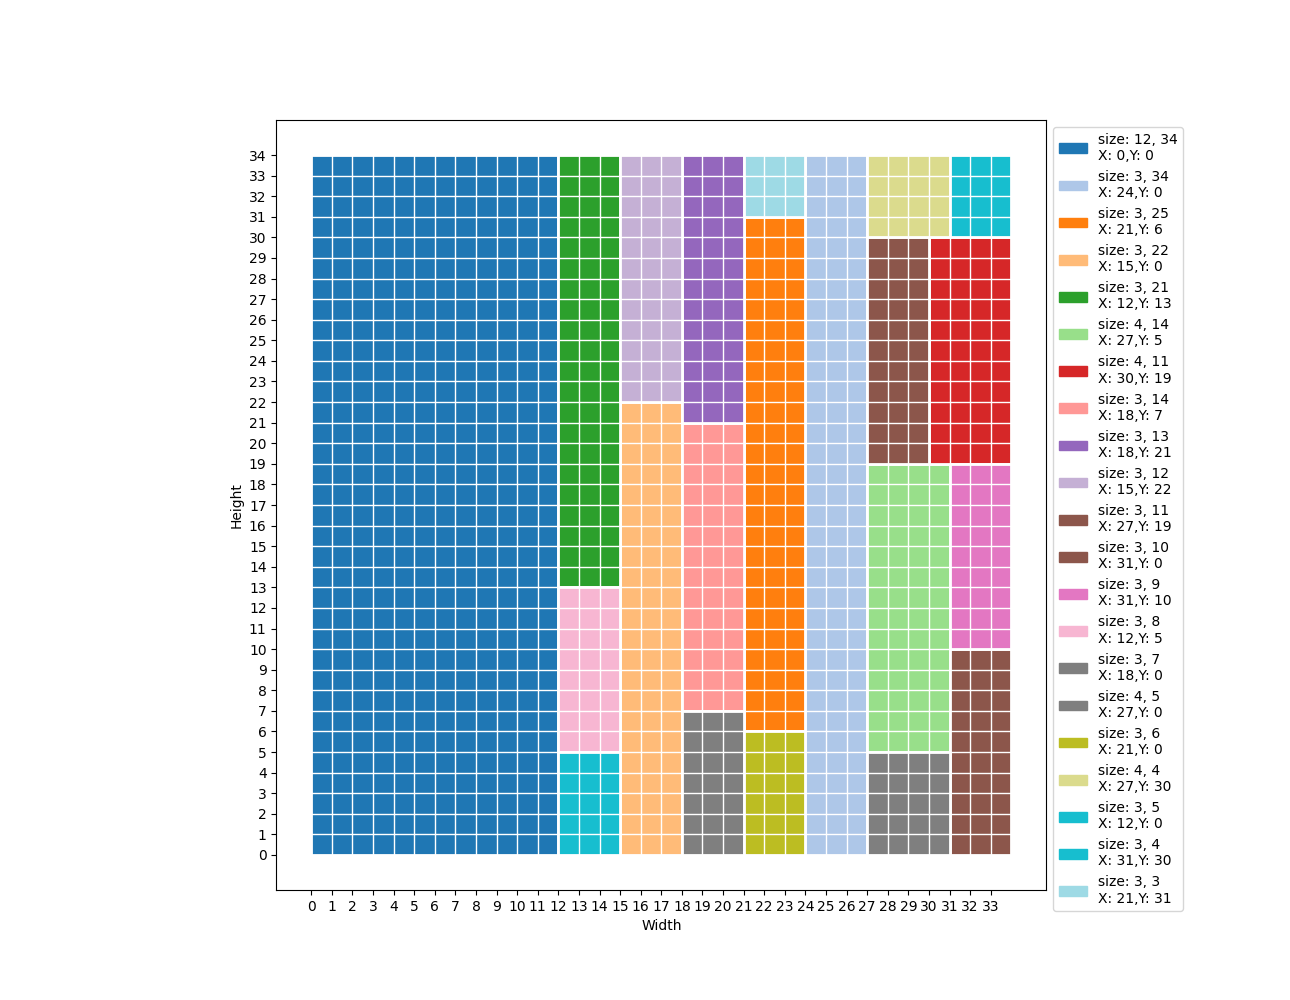 34
33
32
31
30
29
28
27
26
25
24
23
22
21
20
19
18
17
16
15
14
13
12
11
10
9
8
7
6
5
4
3
2
1
0
Height
0 1 2 3 4 5 6 7 8 9 10 11 12 13 14 15 16 17 18 19 20 21 22 23 24 25 26 27 28 29 30 31 32 33
Width
size: 12, 34
X: 0,Y: 0
size: 3, 34
X: 24,Y: 0
size: 3, 25
X: 21,Y: 6
size: 3, 22
X: 15,Y: 0
size: 3, 21
X: 12,Y: 13
size: 4, 14
X: 27,Y: 5
size: 4, 11
X: 30,Y: 19
size: 3, 14
X: 18,Y: 7
size: 3, 13
X: 18,Y: 21
size: 3, 12
X: 15,Y: 22
size: 3, 11
X: 27,Y: 19
size: 3, 10
X: 31,Y: 0
size: 3, 9
X: 31,Y: 10
size: 3, 8
X: 12,Y: 5
size: 3, 7
X: 18,Y: 0
size: 4, 5
X: 27,Y: 0
size: 3, 6
X: 21,Y: 0
size: 4, 4
X: 27,Y: 30
size: 3, 5
X: 12,Y: 0
size: 3, 4
X: 31,Y: 30
size: 3, 3
X: 21,Y: 31